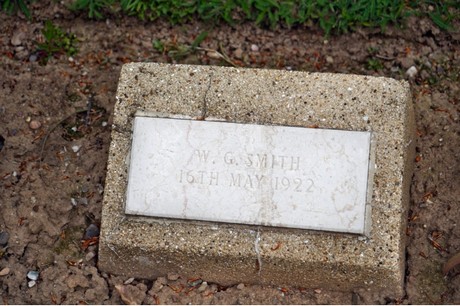 W. G. SMITH
16TH MAY 1922